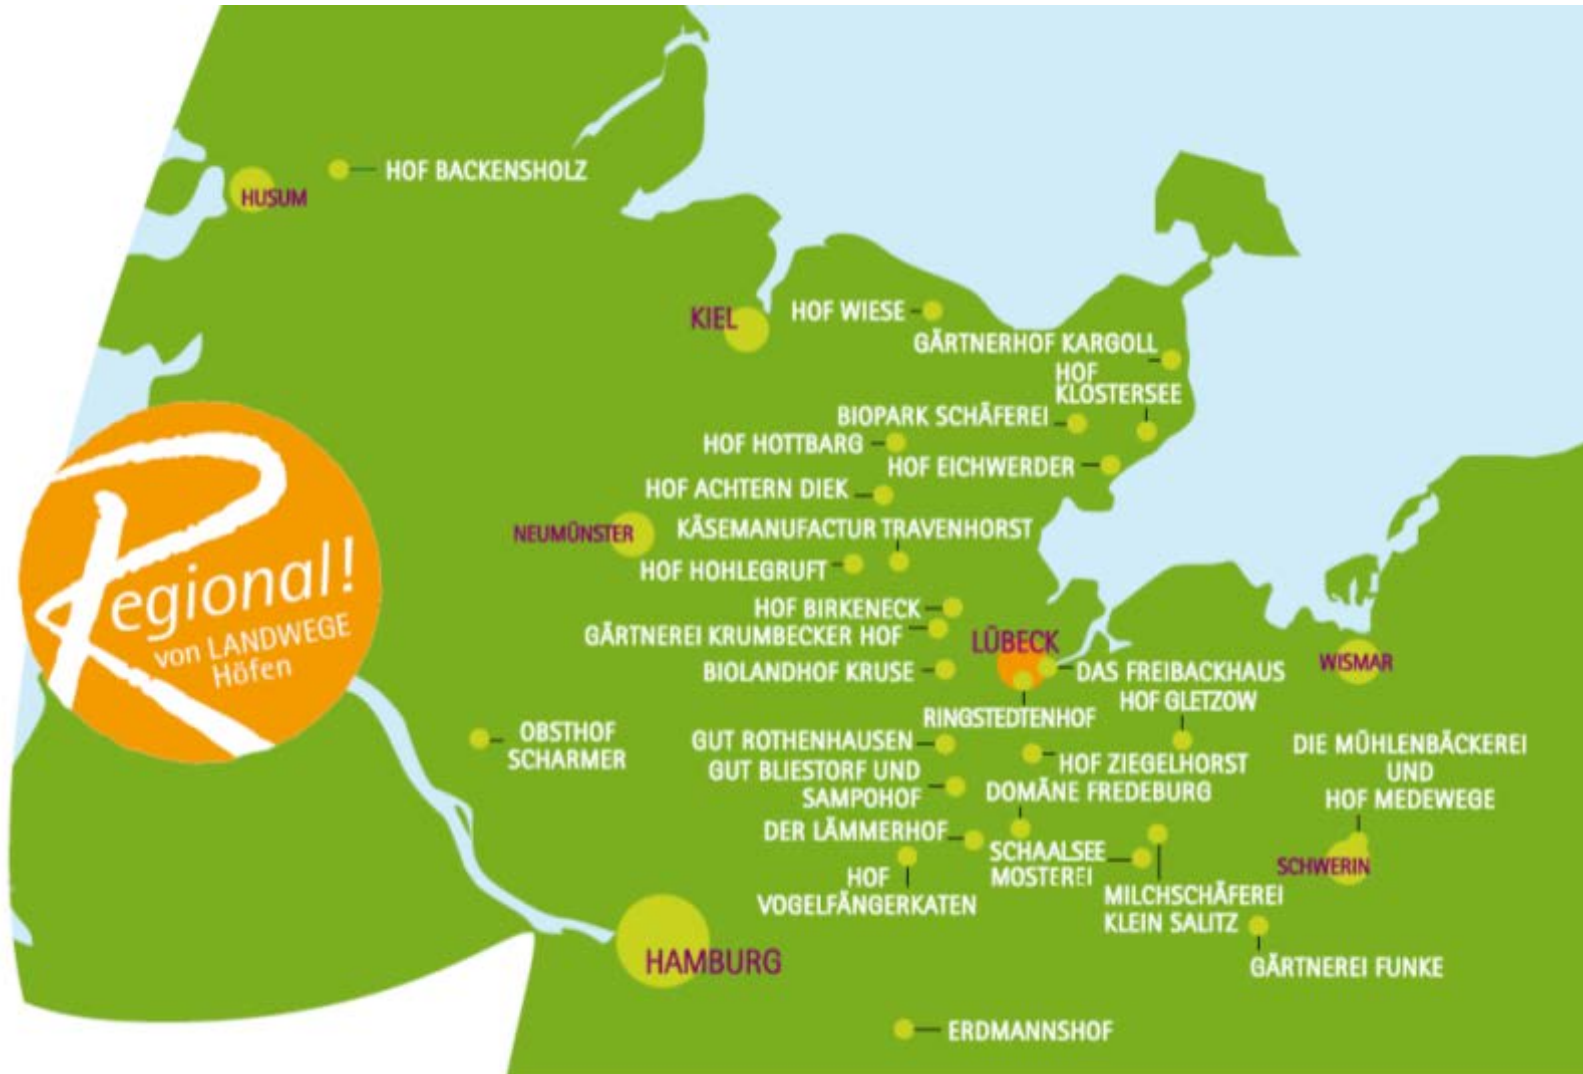 HOF BACKENSHOLZ
HUSUM
KIEL
HOF WIESE
GÄRTNERHOF KARGOLL
HOF
KLOSTERSEE
BIOPARK SCHÄFEREI
HOF HOTTBARG
HOF EICHWERDER
HOF ACHTERN DIEK
NEUMÜNSTER
KÄSEMANUFACTUR TRAVENHORST
HOF HOHLEGRUFT
Regional!
von LANDWEGE
Höfen
HOF BIRKENECK
GÄRTNEREI KRUMBECKER HOF
LÜBECK
BIOLANDHOF KRUSE
DAS FREIBACKHAUS
WISMAR
HOF GLETZOW
RINGSTEDTENHOF
OBSTHOF
SCHARMER
GUT ROTHENHAUSEN
HOF ZIEGELHORST
DIE MÜHLENBÄCKEREI
UND
HOF MEDEWEGE
GUT BLIESTORF UND
SAMPOHOF
DOMÄNE FREDEBURG
DER LÄMMERHOF
SCHAALSEE
MOSTEREI
SCHWERIN
HOF
VOGELFÄNGERKATEN
MILCHSCHÄFEREI
KLEIN SALITZ
HAMBURG
GÄRTNEREI FUNKE
ERDMANNSHOF